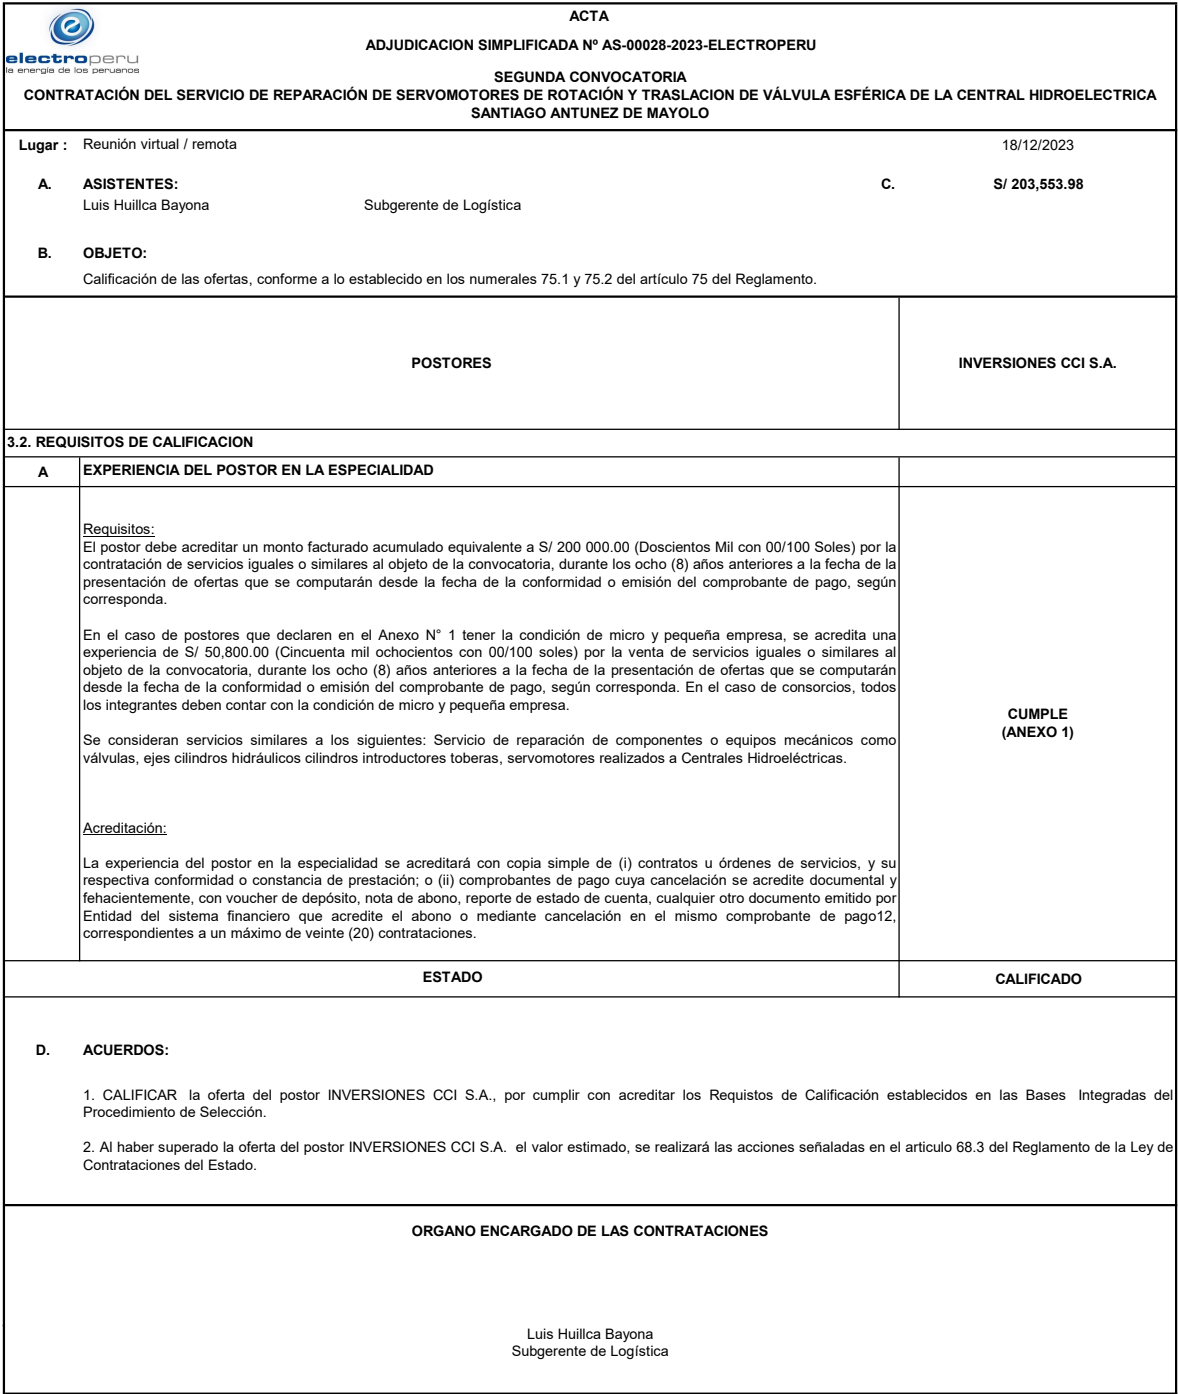 electroperu
la energía de los peruanos
ACTA
ADJUDICACION SIMPLIFICADA Nº AS-00028-2023-ELECTROPERU
SEGUNDA CONVOCATORIA
CONTRATACIÓN DEL SERVICIO DE REPARACIÓN DE SERVOMOTORES DE ROTACIÓN Y TRASLACION DE VÁLVULA ESFÉRICA DE LA CENTRAL HIDROELECTRICA
SANTIAGO ANTUNEZ DE MAYOLO
Lugar : Reunión virtual / remota 18/12/2023
A. ASISTENTES: C. S/ 203,553.98
Luis Huillca Bayona Subgerente de Logística
B. OBJETO:
Calificación de las ofertas, conforme a lo establecido en los numerales 75.1 y 75.2 del artículo 75 del Reglamento.
POSTORES INVERSIONES CCI S.A.
3.2. REQUISITOS DE CALIFICACION
A EXPERIENCIA DEL POSTOR EN LA ESPECIALIDAD
Requisitos:
El postor debe acreditar un monto facturado acumulado equivalente a S/ 200 000.00 (Doscientos Mil con 00/100 Soles) por la
contratación de servicios iguales o similares al objeto de la convocatoria, durante los ocho (8) años anteriores a la fecha de la
presentación de ofertas que se computarán desde la fecha de la conformidad o emisión del comprobante de pago, según
corresponda.
En el caso de postores que declaren en el Anexo N° 1 tener la condición de micro y pequeña empresa, se acredita una
experiencia de S/ 50,800.00 (Cincuenta mil ochocientos con 00/100 soles) por la venta de servicios iguales o similares al
objeto de la convocatoria, durante los ocho (8) años anteriores a la fecha de la presentación de ofertas que se computarán
desde la fecha de la conformidad o emisión del comprobante de pago, según corresponda. En el caso de consorcios, todos
los integrantes deben contar con la condición de micro y pequeña empresa.
Se consideran servicios similares a los siguientes: Servicio de reparación de componentes o equipos mecánicos como
válvulas, ejes cilindros hidráulicos cilindros introductores toberas, servomotores realizados a Centrales Hidroeléctricas.
Acreditación:
La experiencia del postor en la especialidad se acreditará con copia simple de (i) contratos u órdenes de servicios, y su
respectiva conformidad o constancia de prestación; o (ii) comprobantes de pago cuya cancelación se acredite documental y
fehacientemente, con voucher de depósito, nota de abono, reporte de estado de cuenta, cualquier otro documento emitido por
Entidad del sistema financiero que acredite el abono o mediante cancelación en el mismo comprobante de pago12,
correspondientes a un máximo de veinte (20) contrataciones.
CUMPLE
(ANEXO 1)
ESTADO CALIFICADO
D. ACUERDOS:
1. CALIFICAR la oferta del postor INVERSIONES CCI S.A., por cumplir con acreditar los Requistos de Calificación establecidos en las Bases Integradas del
Procedimiento de Selección.
2. Al haber superado la oferta del postor INVERSIONES CCI S.A. el valor estimado, se realizará las acciones señaladas en el articulo 68.3 del Reglamento de la Ley de
Contrataciones del Estado.
ORGANO ENCARGADO DE LAS CONTRATACIONES
Luis Huillca Bayona
Subgerente de Logística